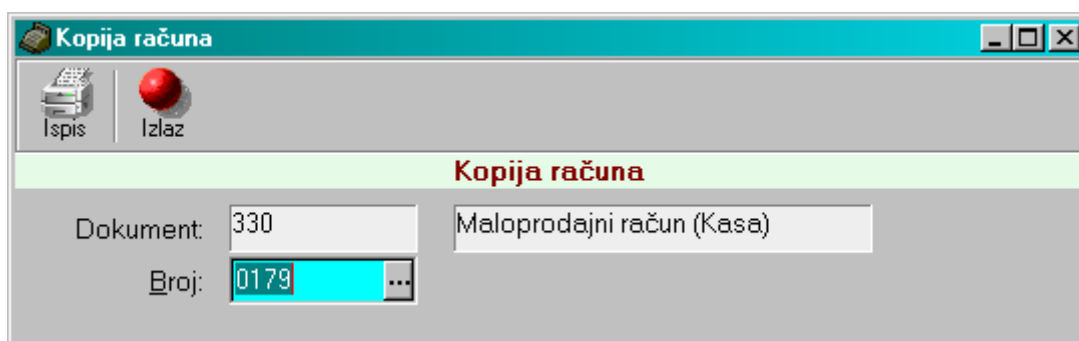 Kopija računa
Ispis Izlaz
Kopija računa
Dokument: 330 Maloprodajni račun (Kasa)
Broj: 0179 ...